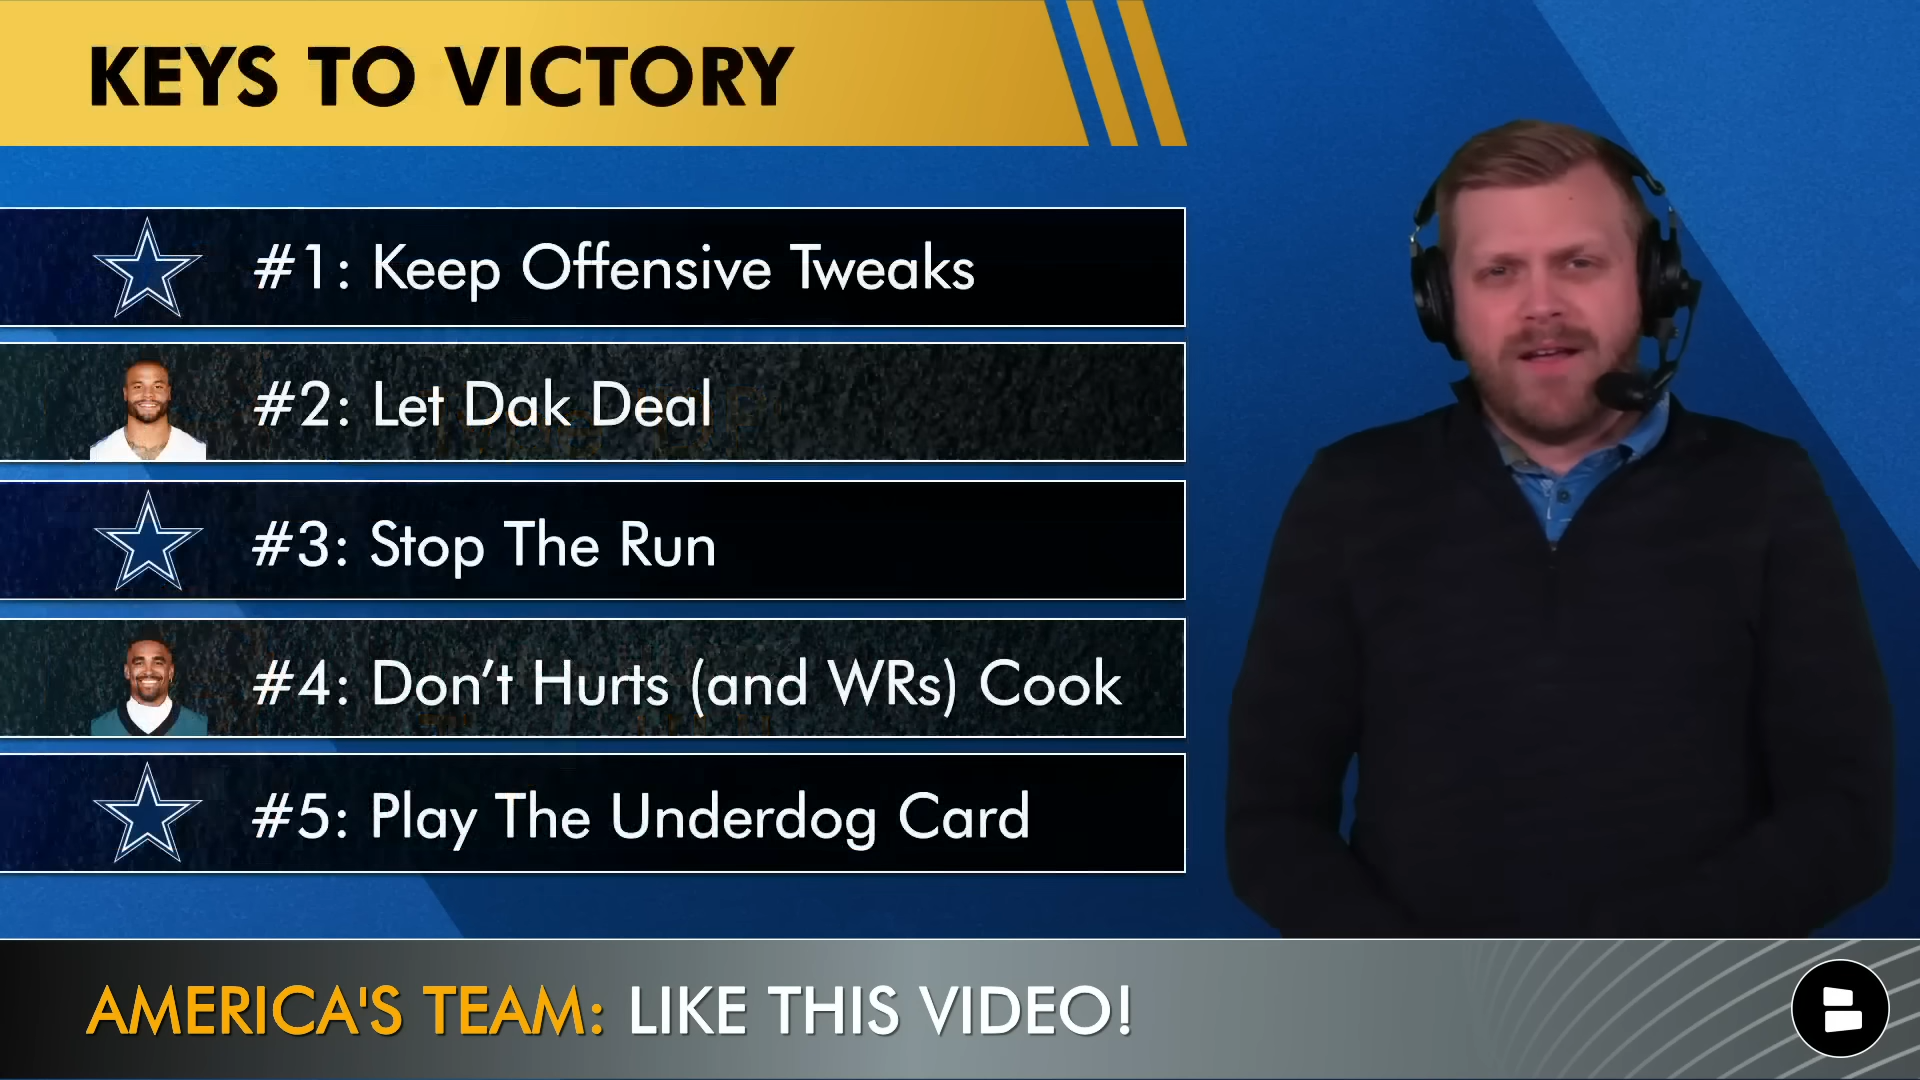 KEYS TO VICTORY
#1: Keep Offensive Tweaks
#2: Let Dak Deal
#3: Stop The Run
#4: Don’t Hurts (and WRs) Cook
#5: Play The Underdog Card
AMERICA'S TEAM: LIKE THIS VIDEO!